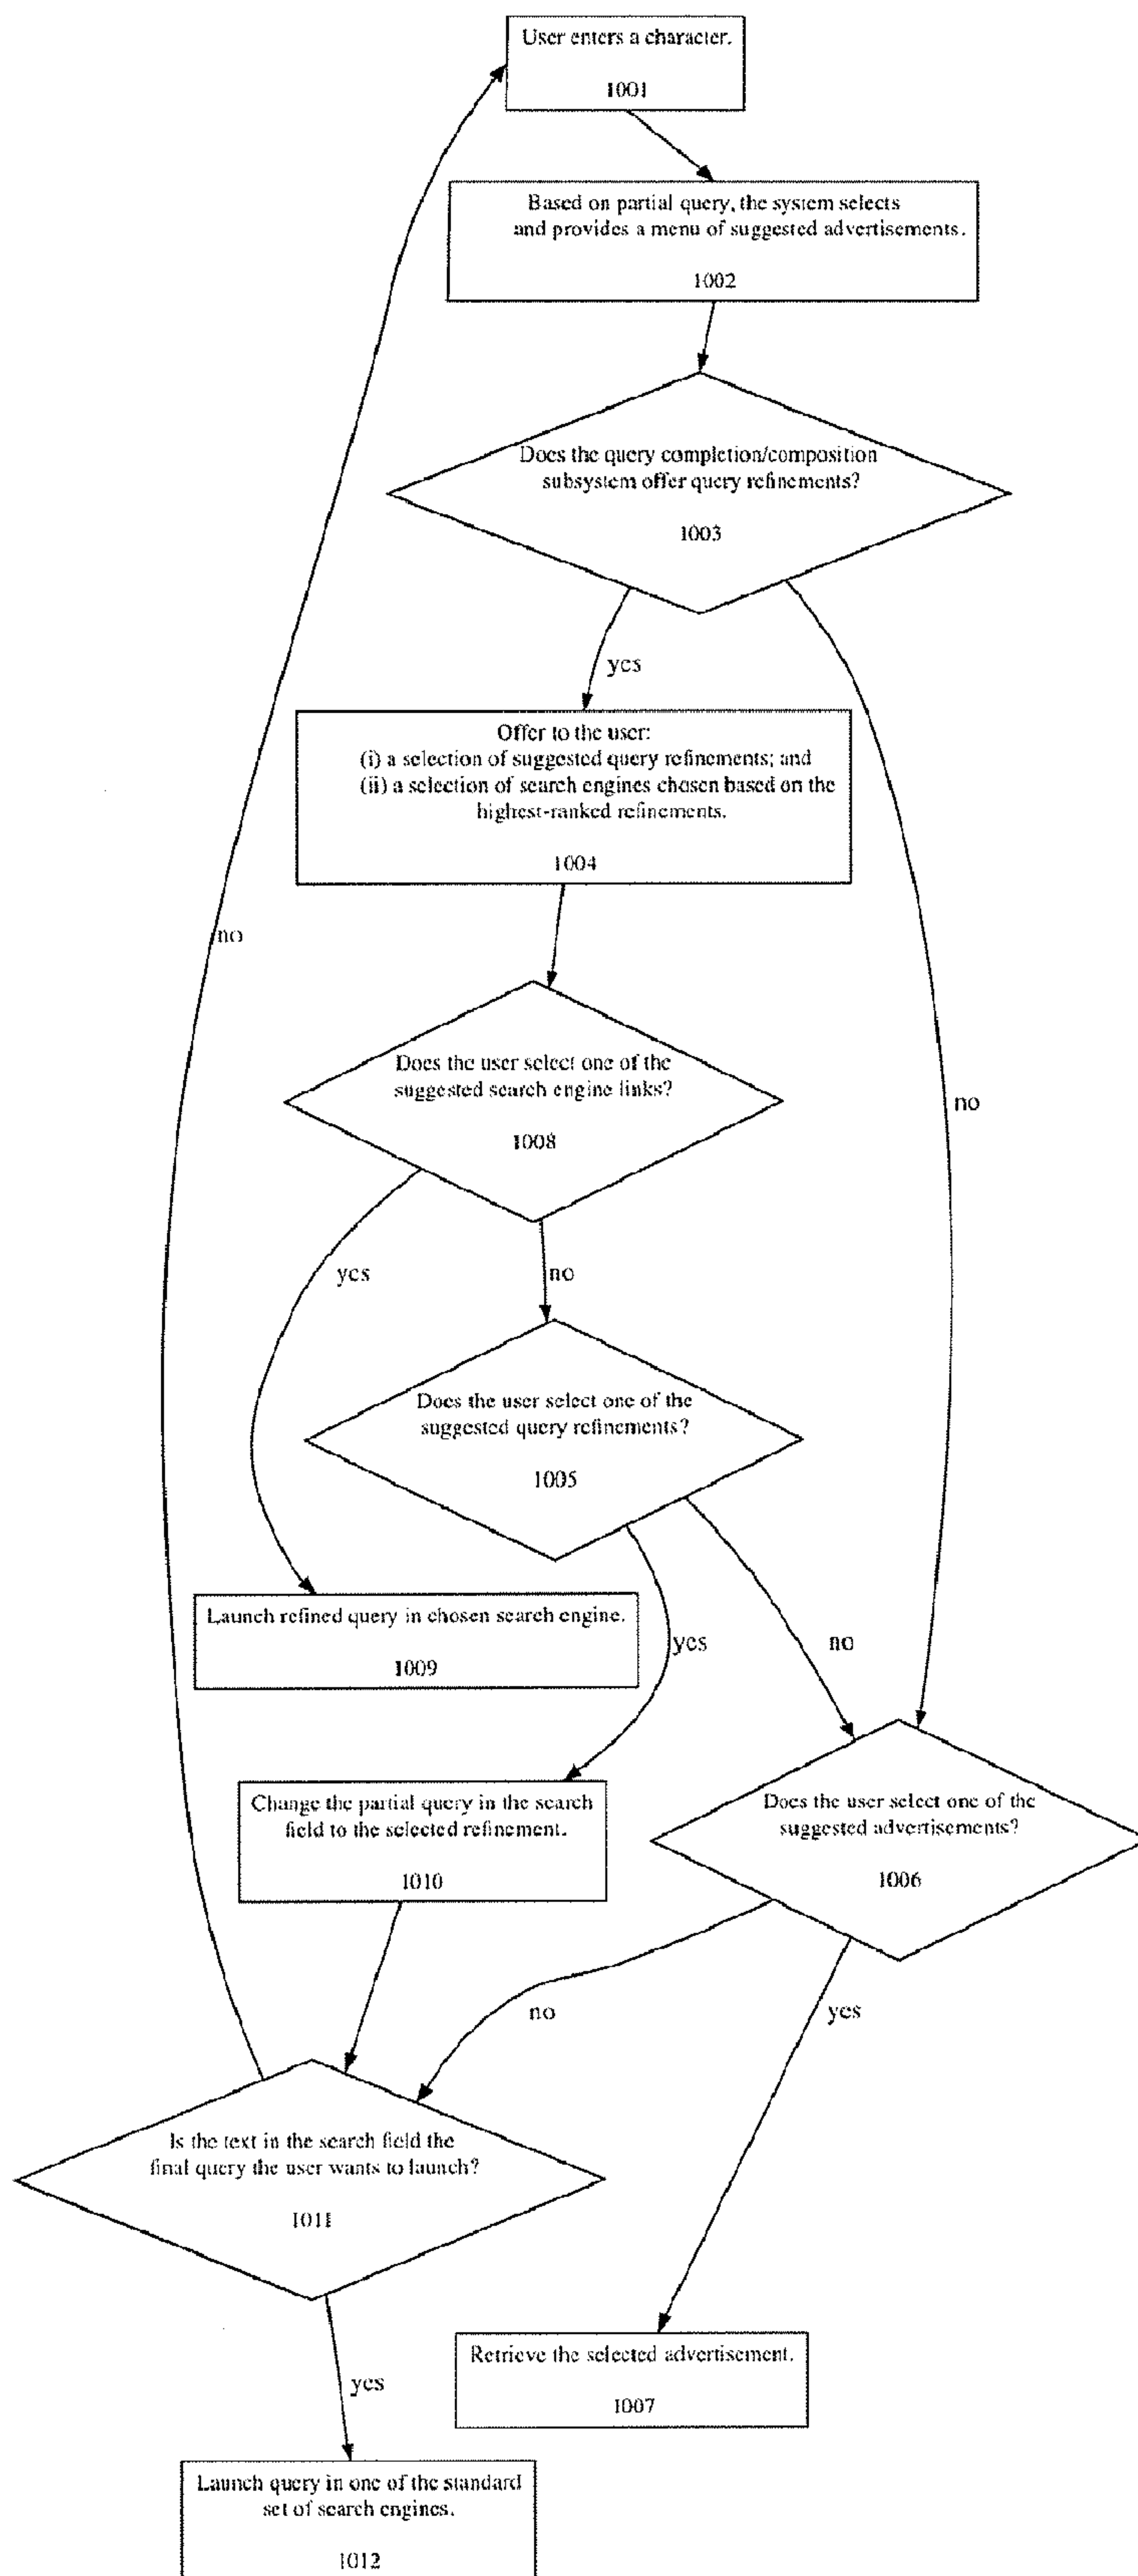 User enters a character.
1001
Based on partial query, the system selects
and provides a menu of suggested advertisements.
1002
Does the query completion/composition
subsystem offer query refinements?
1003
yes
Offer to the user:
(i) a selection of suggested query refinements; and
(ii) a selection of search engines chosen based on the
highest-ranked refinements.
1004
no
Does the user select one of the
suggested search engine links?
1008
no
yes
no
Does the user select one of the
suggested query refinements?
1005
Launch refined query in chosen search engine.
1009
yes
no
Change the partial query in the search
field to the selected refinement.
1010
Does the user select one of the
suggested advertisements?
1006
no
yes
Is the text in the search field the
final query the user wants to launch?
1011
Retrieve the selected advertisement.
1007
yes
Launch query in one of the standard
set of search engines.
1012